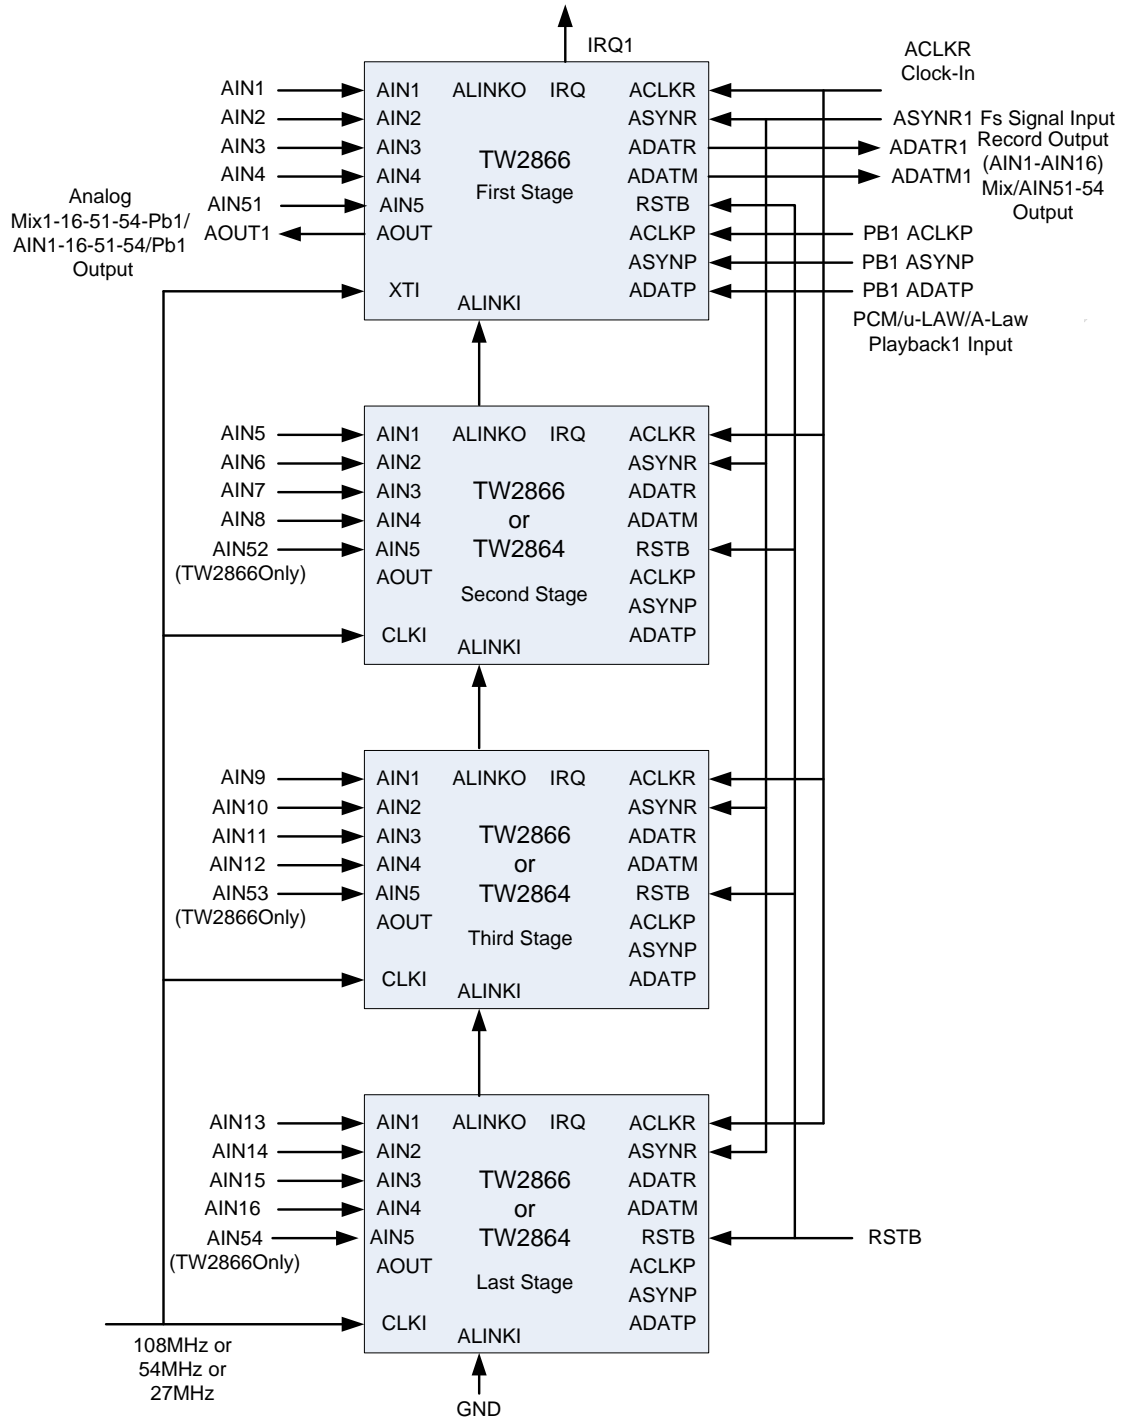 IRQ1
ACLKR
Clock-In
AIN1 AIN1 ALINKO IRQ ACLKR
AIN2 AIN2 ASYNR ASYNR1 Fs Signal Input
AIN3 AIN3 TW2866 ADATR ADATR1 Record Output
(AIN1-AIN16)
AIN4 AIN4 First Stage ADATM ADATM1 Mix/AIN51-54
Output
AIN51 AIN5 RSTB
Analog
Mix1-16-51-54-Pb1/
AIN1-16-51-54/Pb1
Output
AOUT1 AOUT ACLKP PB1 ACLKP
ASYNP PB1 ASYNP
XTI ALINKI ADATP PB1 ADATP
PCM/u-LAW/A-Law
Playback1 Input
AIN5 AIN1 ALINKO IRQ ACLKR
AIN6 AIN2 ASYNR
AIN7 AIN3 TW2866 ADATR
AIN8 AIN4 or ADATM
AIN52 AIN5 TW2864 RSTB
(TW2866Only) AOUT ACLKP
Second Stage ASYNP
CLKI ALINKI ADATP
AIN9 AIN1 ALINKO IRQ ACLKR
AIN10 AIN2 ASYNR
AIN11 AIN3 TW2866 ADATR
AIN12 AIN4 or ADATM
AIN53 AIN5 TW2864 RSTB
(TW2866Only) AOUT ACLKP
Third Stage ASYNP
CLKI ALINKI ADATP
AIN13 AIN1 ALINKO IRQ ACLKR
AIN14 AIN2 ASYNR
AIN15 AIN3 TW2866 ADATR
AIN16 AIN4 or ADATM
AIN54 AIN5 TW2864 RSTB RSTB
(TW2866Only) AOUT ACLKP
Last Stage ASYNP
CLKI ALINKI ADATP
108MHz or
54MHz or
27MHz
GND